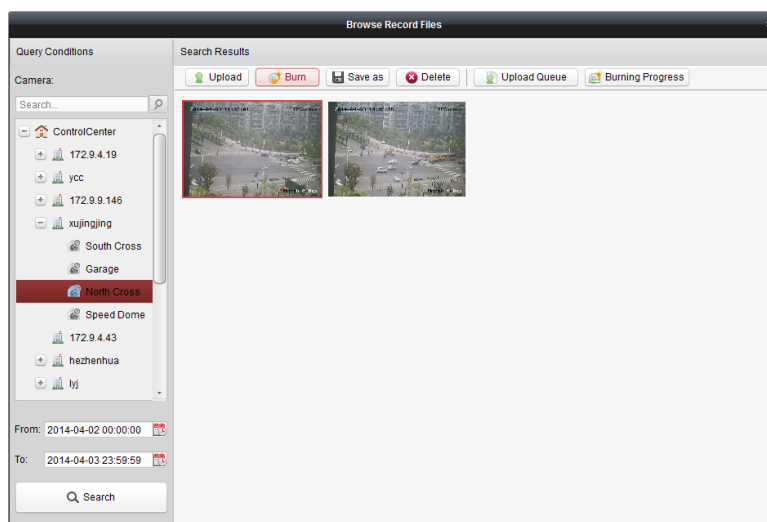 Browse Record Files
Query Conditions
Search Results
Upload Burn Save as Delete Upload Queue Burning Progress
Camera:
Search...
ControlCenter
172.9.4.19
ycc
172.9.9.146
xujingjing
South Cross
Garage
North Cross
Speed Dome
172.9.4.43
hezhenhua
lyj
From: 2014-04-02 00:00:00
To: 2014-04-03 23:59:59
Search